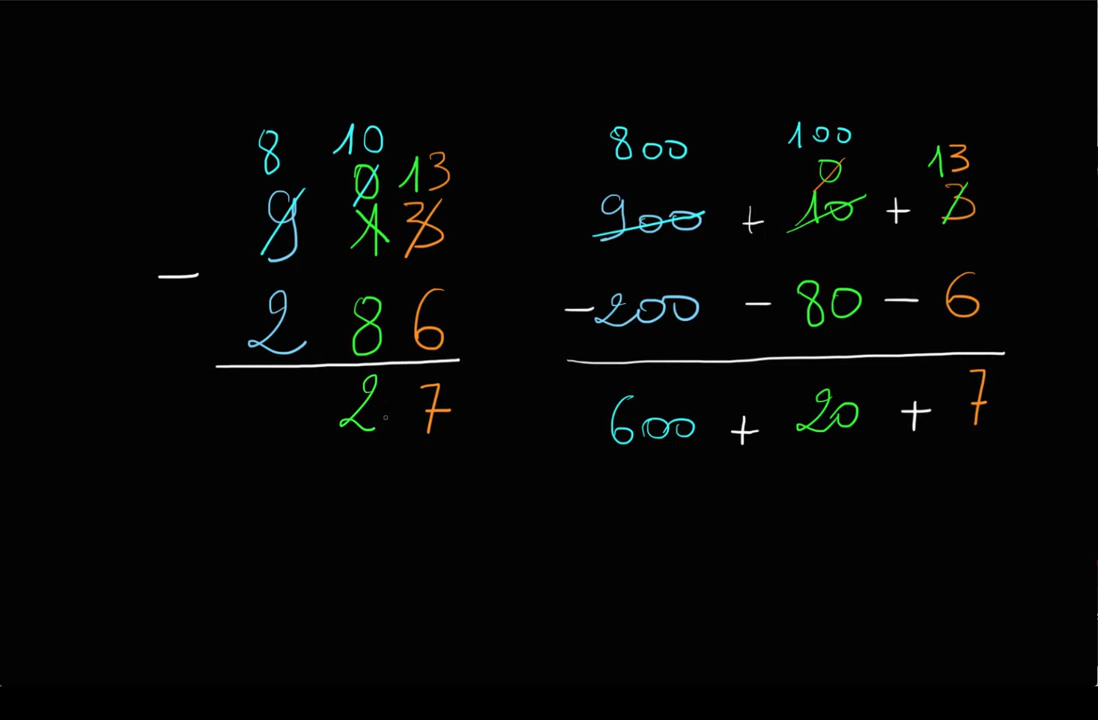 8 10 800 100
0 13 0 13
9 1 3 900 + 10 + 3
−
2 8 6 −200 − 80 − 6
2 7 600 + 20 + 7